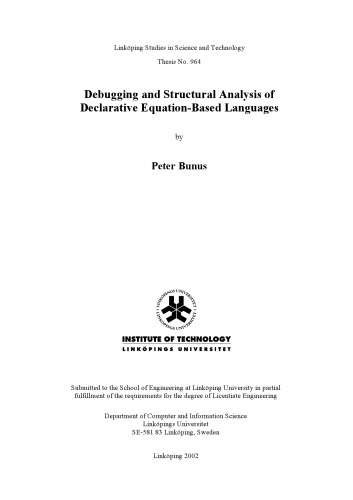 Linköping Studies in Science and Technology
Thesis No. 964
Debugging and Structural Analysis of
Declarative Equation-Based Languages
by
Peter Bunus
LINKÖPINGS UNIVERSITET
LINKÖPINGS UNIVERSITET
INSTITUTE OF TECHNOLOGY
LINKÖPINGS UNIVERSITET
Submitted to the School of Engineering at Linköping University in partial
fulfillment of the requirements for the degree of Licentiate Engineering
Department of Computer and Information Science
Linköpings Universitet
SE-581 83 Linköping, Sweden
Linköping 2002